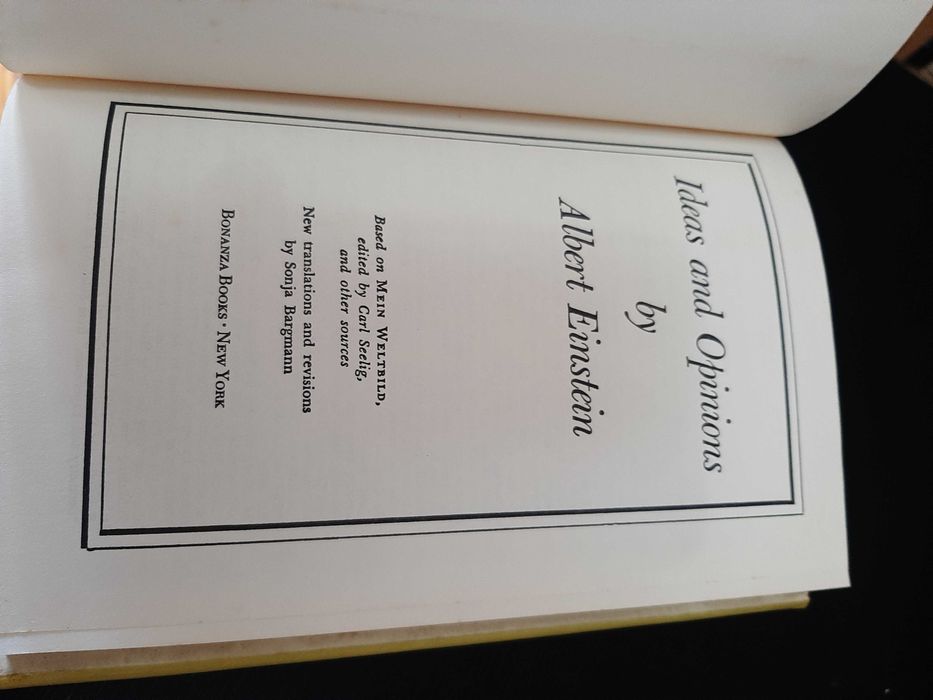 Ideas and Opinions
by
Albert Einstein
Based on MEIN WELTBILD,
edited by Carl Seelig,
and other sources
New translations and revisions
by Sonja Bargmann
BONANZA BOOKS · NEW YORK